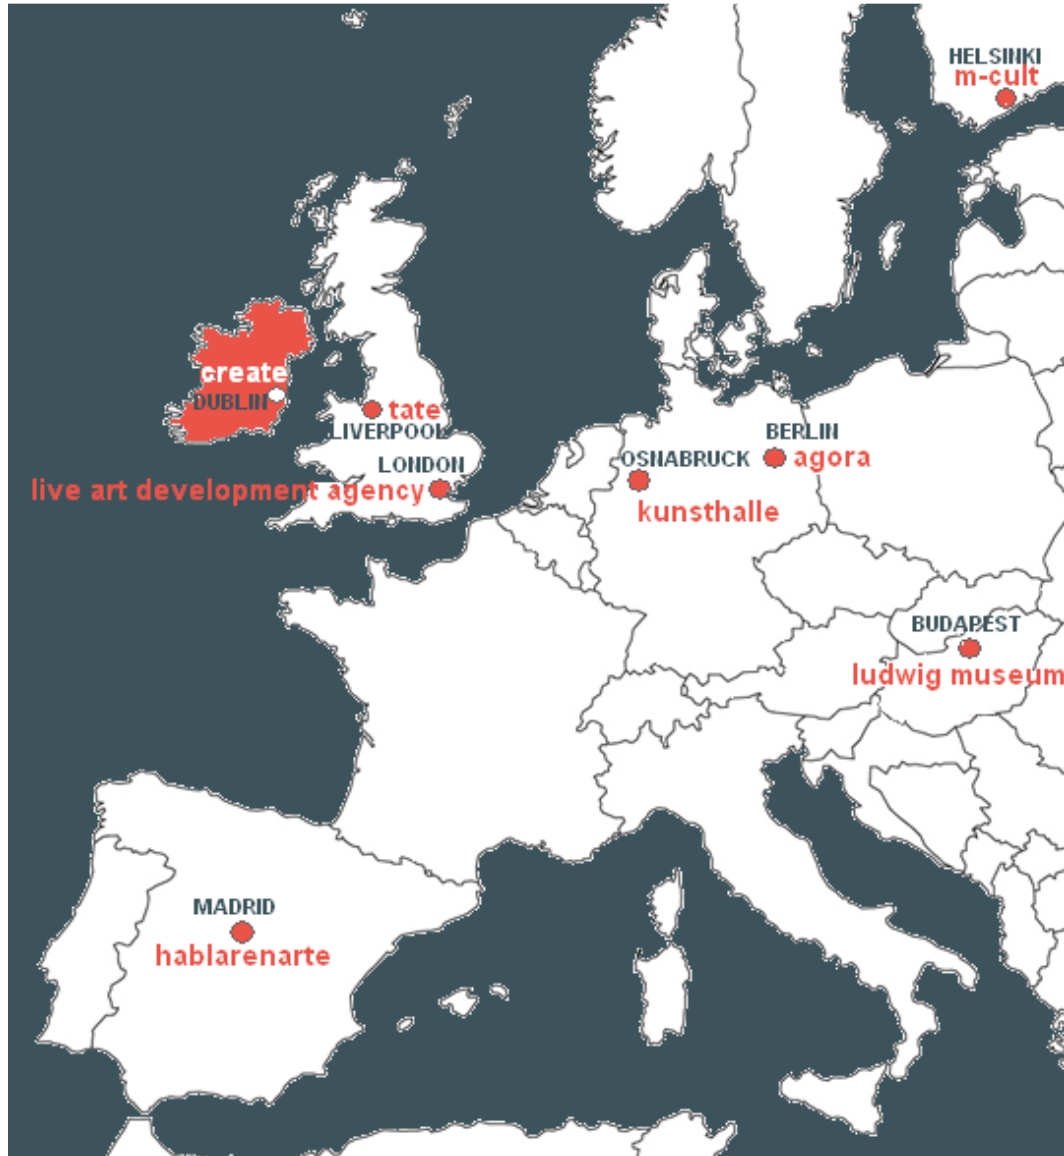 HELSINKI
m-cult
create
DUBLIN
tate
LIVERPOOL
LONDON
live art development agency
BERLIN
agora
OSNABRUCK
kunsthalle
BUDAPEST
ludwig museum
MADRID
hablarenarte